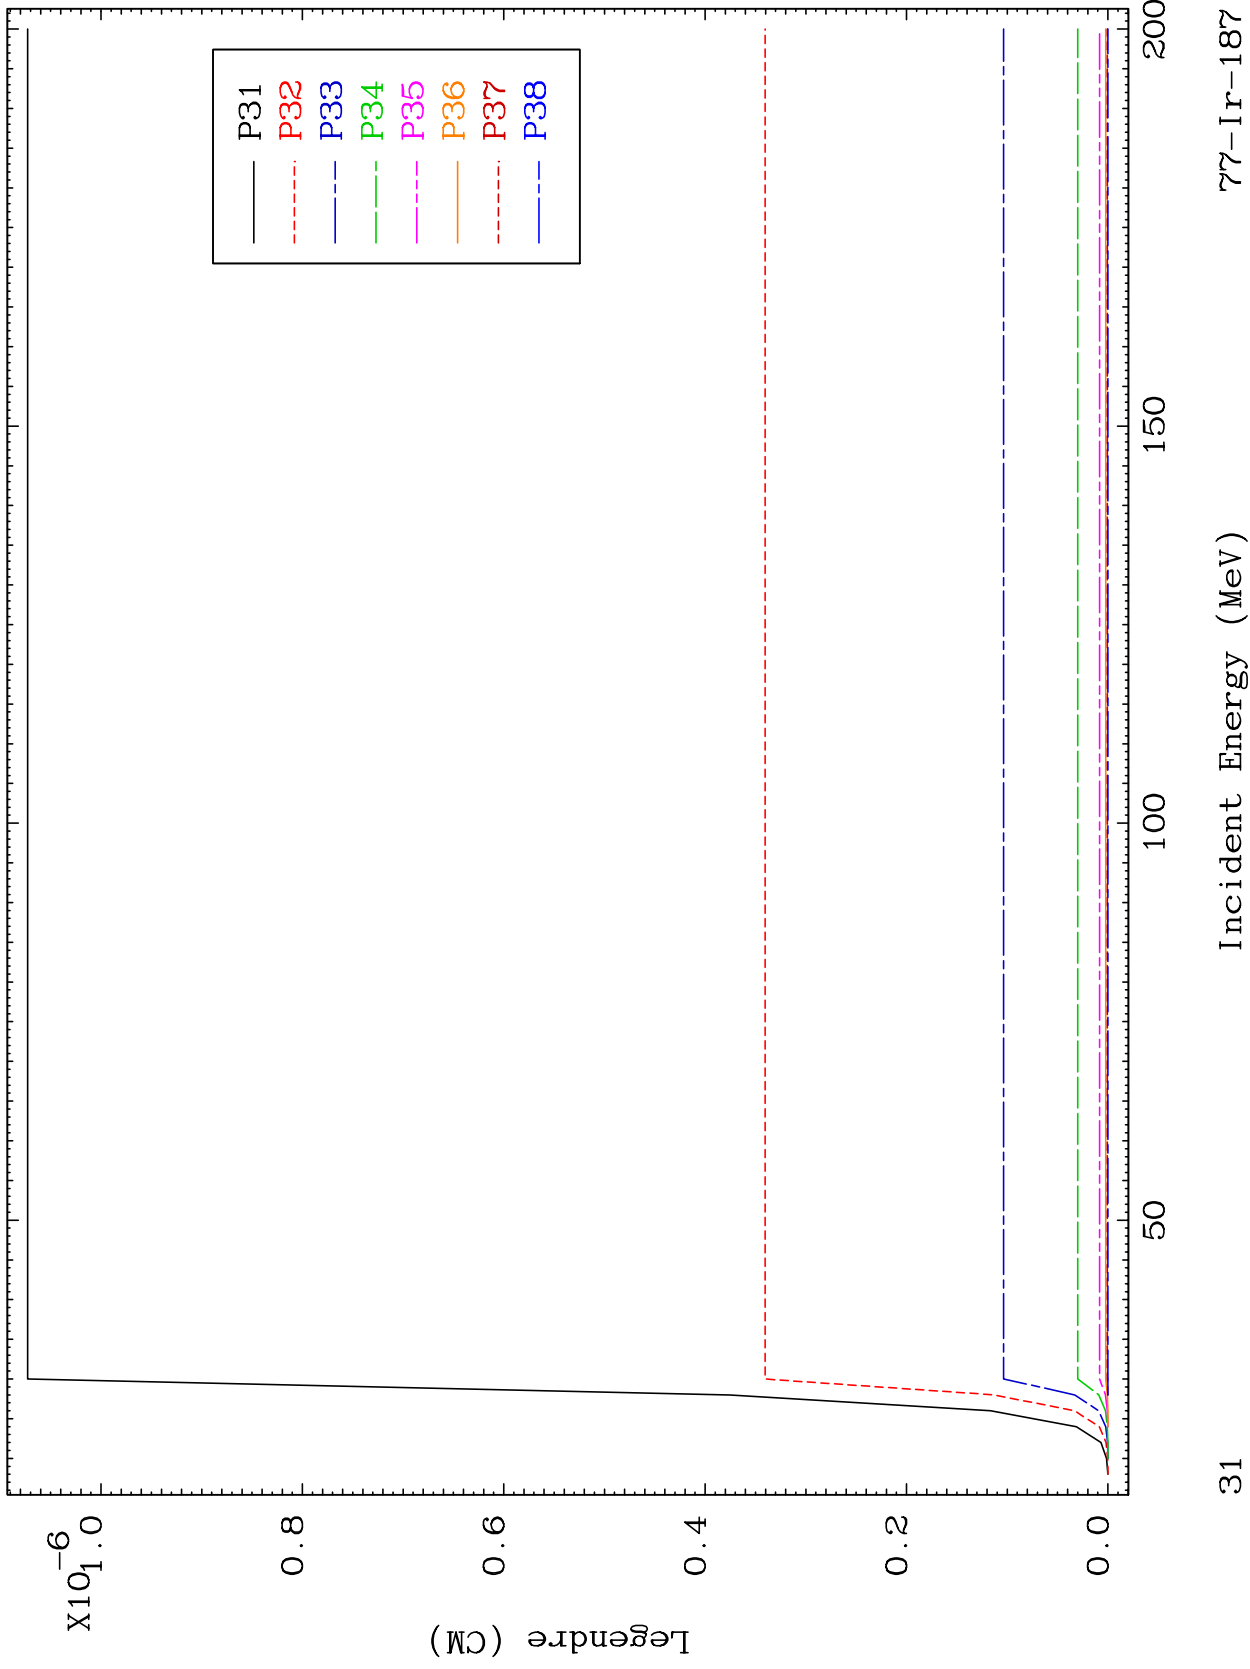 X10
-6
1.0
0.8
0.6
0.4
0.2
0.0
Legendre (CM)
P31
P32
P33
P34
P35
P36
P37
P38
50
100
150
200
31
Incident Energy (MeV)
77-Ir-187